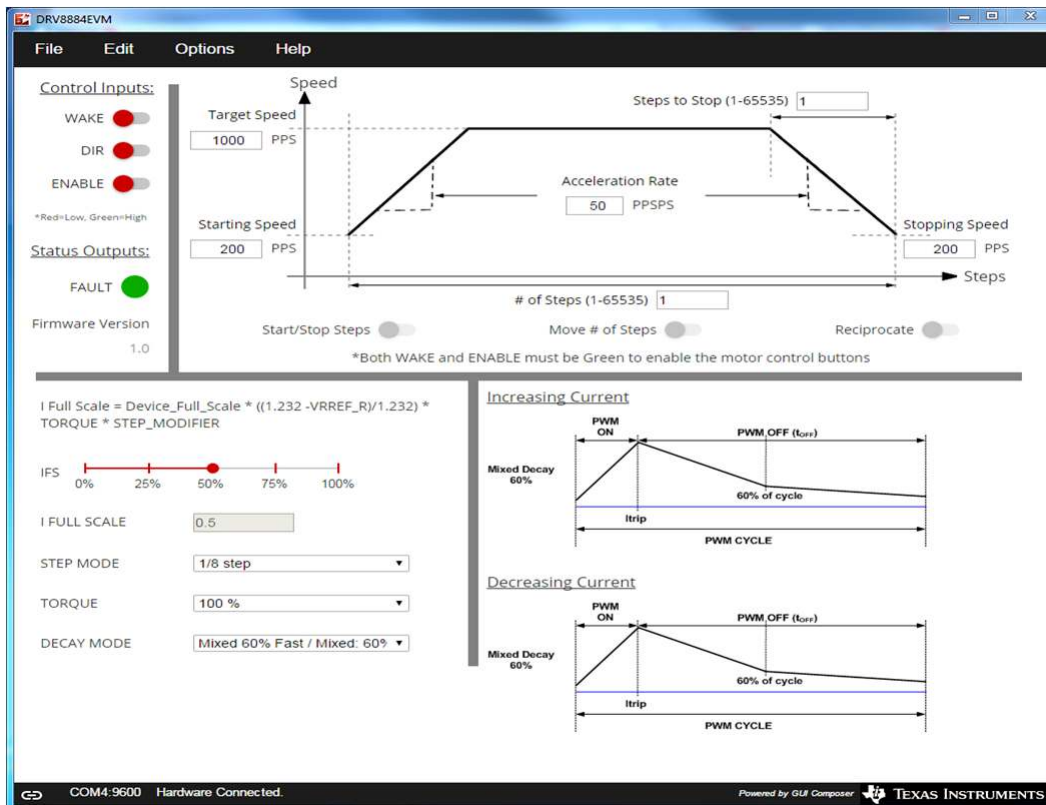 DRV8884EVM
File Edit Options Help
Control Inputs:
WAKE
DIR
ENABLE
*Red=Low, Green=High
Status Outputs:
FAULT
Firmware Version
1.0
Speed
Target Speed
1000 PPS
Steps to Stop (1-65535) 1
Acceleration Rate
50 PPSPS
Starting Speed
200 PPS
Stopping Speed
200 PPS
Steps
# of Steps (1-65535) 1
Start/Stop Steps Move # of Steps Reciprocate
*Both WAKE and ENABLE must be Green to enable the motor control buttons
I Full Scale = Device_Full_Scale * ((1.232 -VRREF_R)/1.232) *
TORQUE * STEP_MODIFIER
IFS
0% 25% 50% 75% 100%
I FULL SCALE 0.5
STEP MODE 1/8 step
TORQUE 100 %
DECAY MODE Mixed 60% Fast / Mixed: 60%
Increasing Current
PWM
ON
PWM OFF (tOFF)
Mixed Decay
60%
60% of cycle
Itrip
PWM CYCLE
Decreasing Current
PWM
ON
PWM OFF (tOFF)
Mixed Decay
60%
60% of cycle
Itrip
PWM CYCLE
COM4:9600 Hardware Connected.
Powered by GUI Composer TEXAS INSTRUMENTS